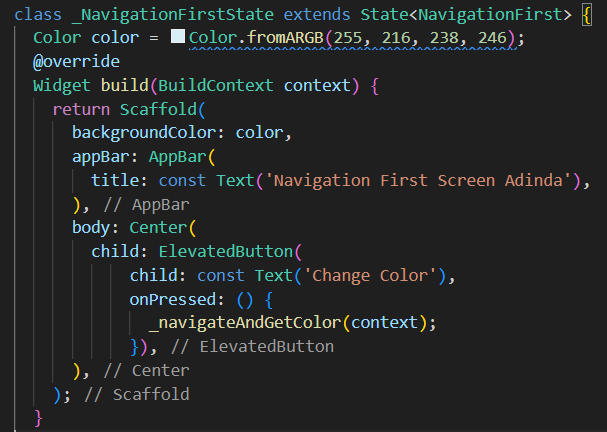 class _NavigationFirstState extends State<NavigationFirst> {
  Color color = Color.fromARGB(255, 216, 238, 246);
  @override
  Widget build(BuildContext context) {
    return Scaffold(
      backgroundColor: color,
      appBar: AppBar(
        title: const Text('Navigation First Screen Adinda'),
      ), // AppBar
      body: Center(
        child: ElevatedButton(
            child: const Text('Change Color'),
            onPressed: () {
              _navigateAndGetColor(context);
            }), // ElevatedButton
      ), // Center
    ); // Scaffold
  }